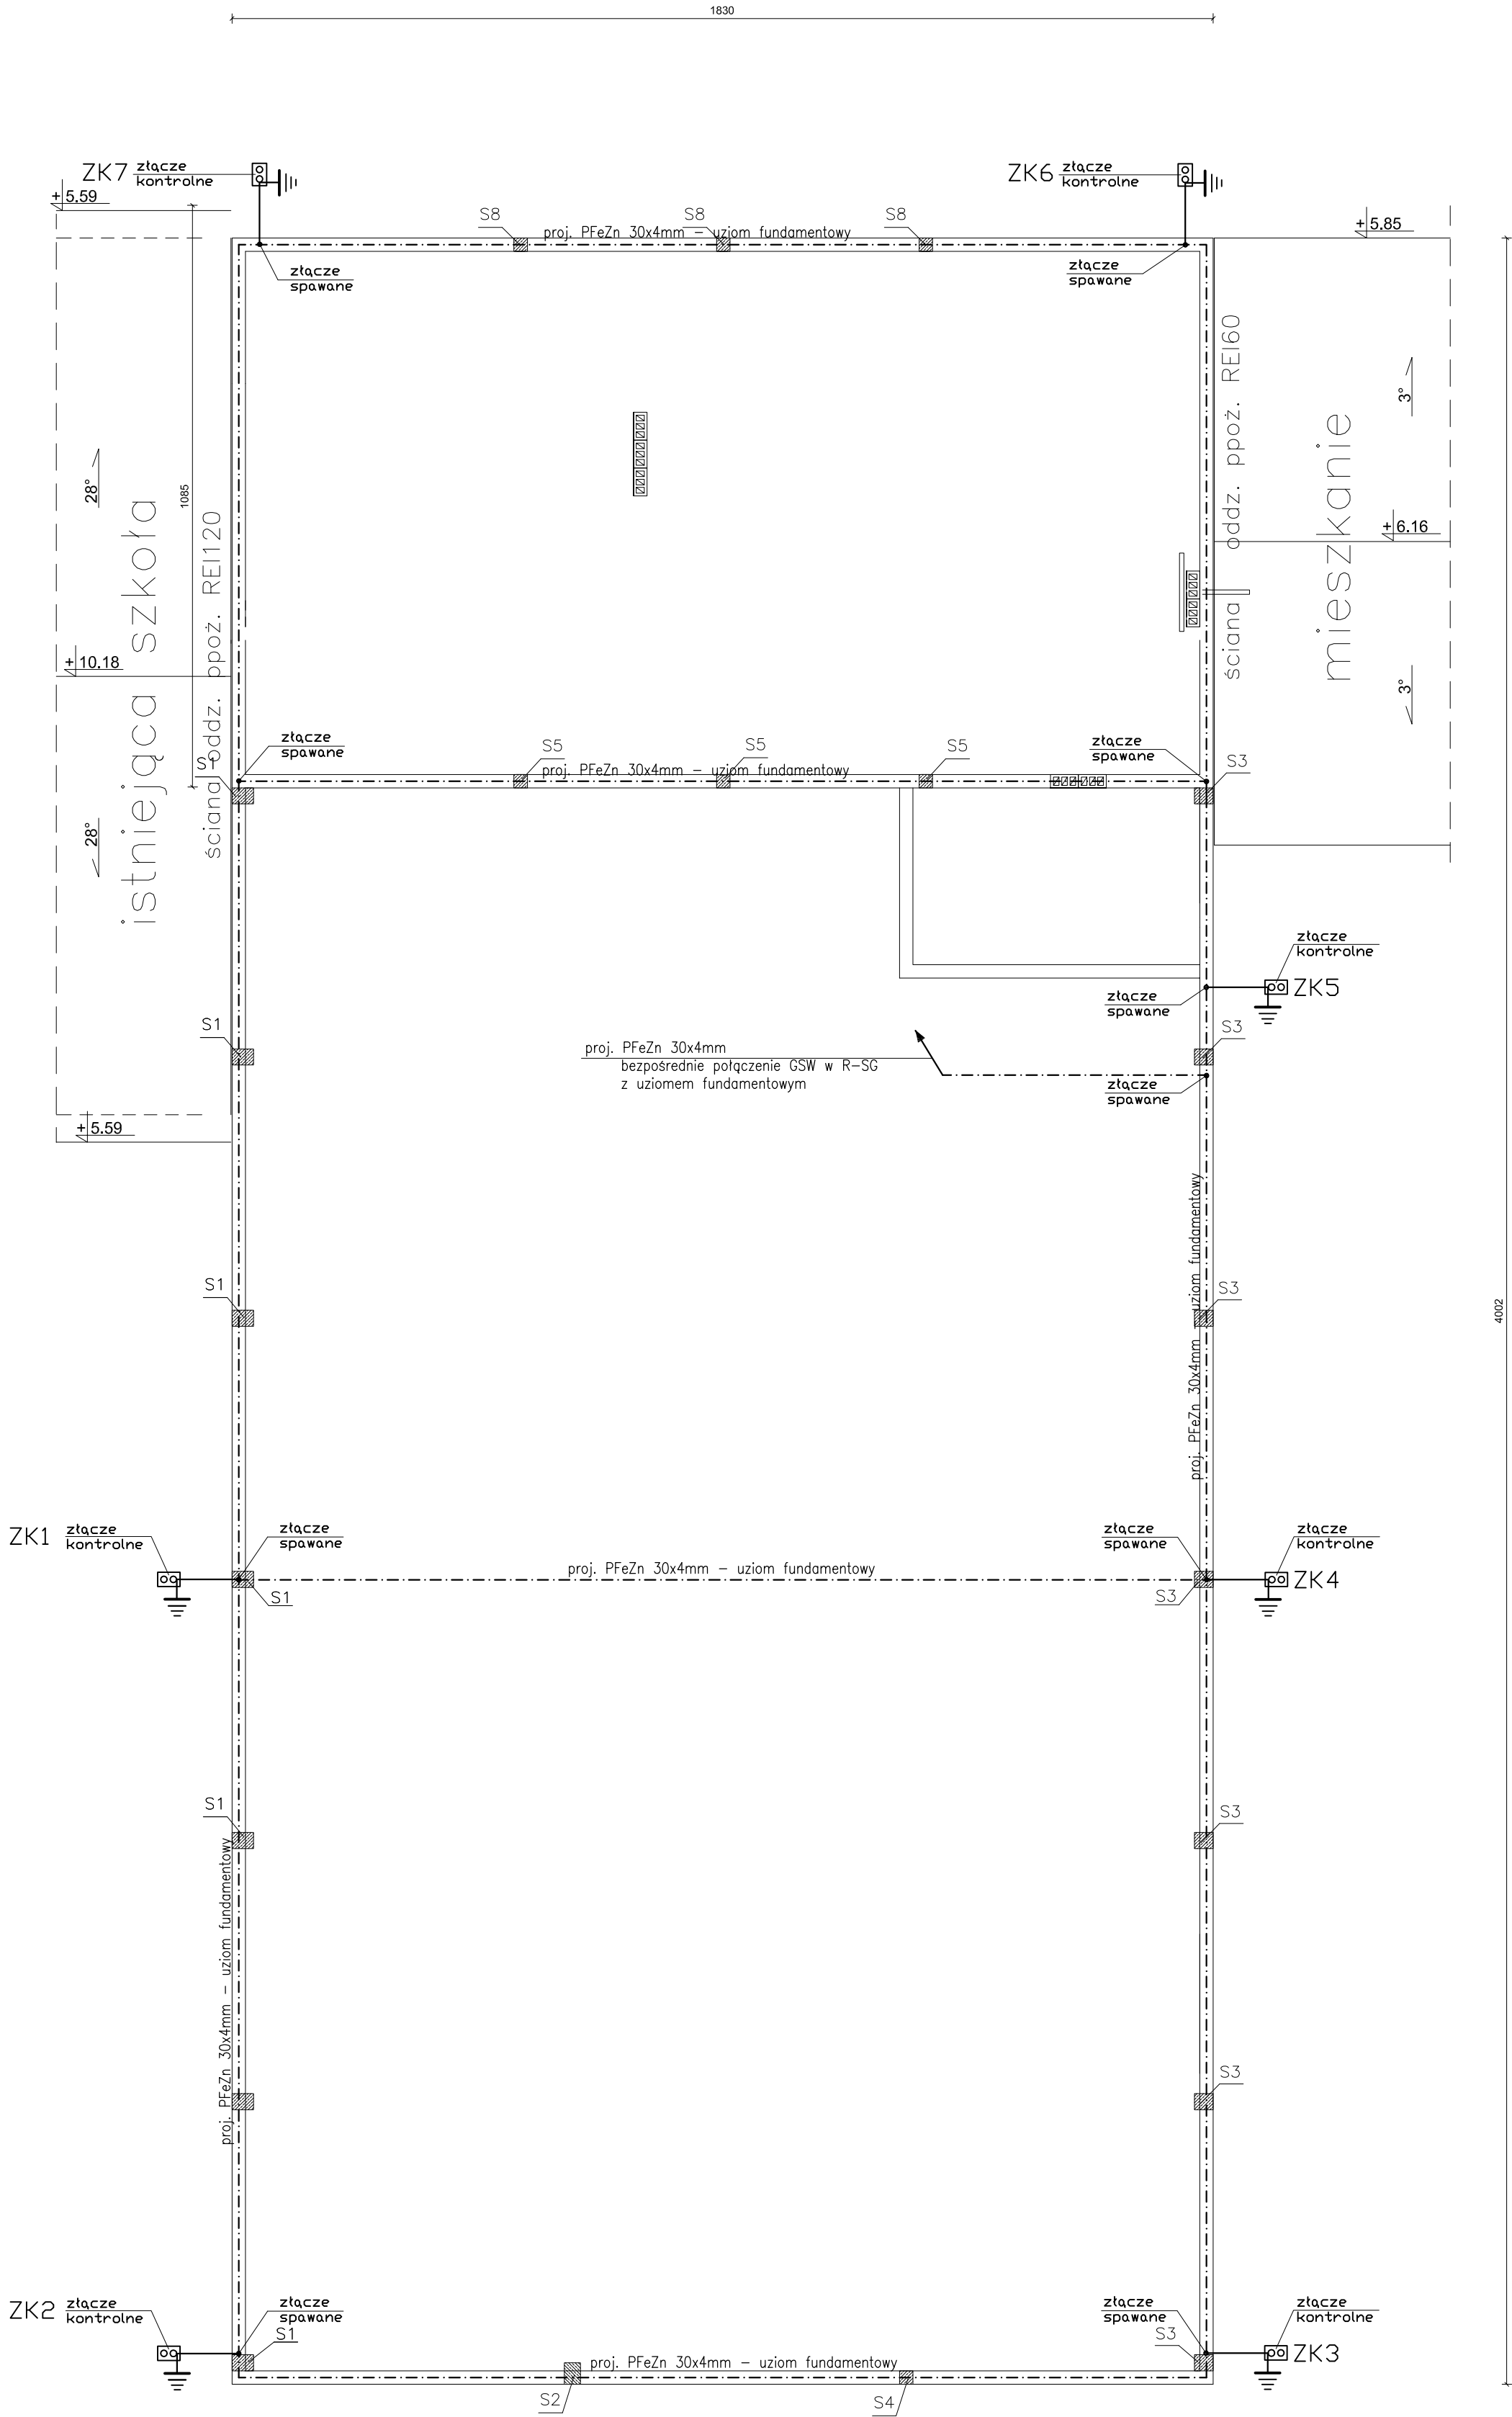 1830
ZK7 złącze
kontrolne
ZK6 złącze
kontrolne
+5.59
S8
S8
S8
proj. PFeZn 30x4mm – uziom fundamentowy
+5.85
złącze
spawane
złącze
spawane
ściana oddz. ppoż. REI60
mieszkanie
3°
3°
+6.16
28°
28°
istniejąca szkoła
1085
ściana oddz. ppoż. REI120
+10.18
złącze
spawane
S1
S5
S5
S5
proj. PFeZn 30x4mm – uziom fundamentowy
złącze
spawane
S3
złącze
kontrolne
ZK5
złącze
spawane
S1
S3
proj. PFeZn 30x4mm
bezpośrednie połączenie GSW w R–SG
z uziomem fundamentowym
złącze
spawane
+5.59
proj. PFeZn 30x4mm – uziom fundamentowy
S1
S3
4002
ZK1 złącze
kontrolne
złącze
spawane
proj. PFeZn 30x4mm – uziom fundamentowy
złącze
spawane
złącze
kontrolne
ZK4
S1
S3
S1
S3
proj. PFeZn 30x4mm – uziom fundamentowy
S3
ZK2 złącze
kontrolne
złącze
spawane
S1
złącze
spawane
S3
złącze
kontrolne
ZK3
proj. PFeZn 30x4mm – uziom fundamentowy
S2
S4